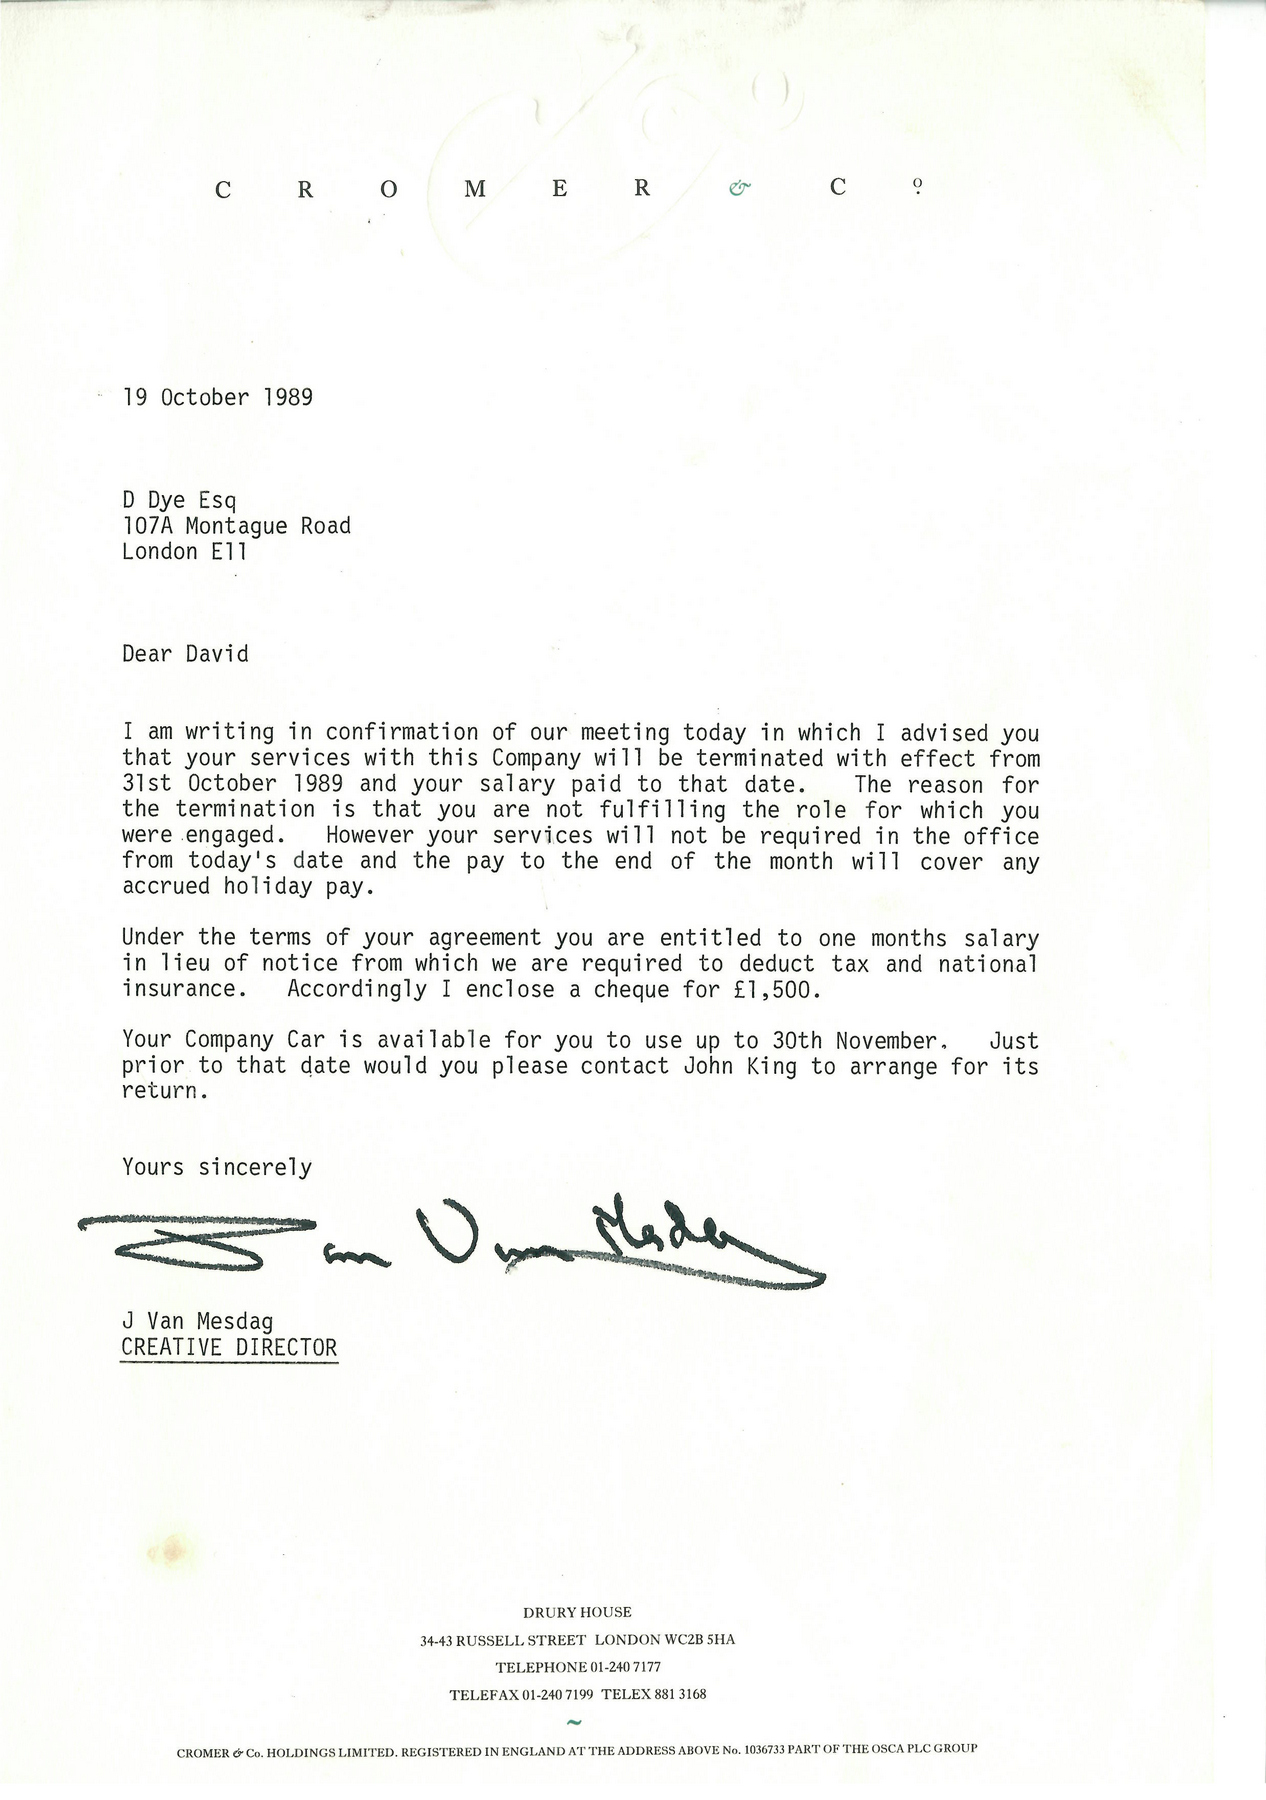 CROMER & Cº
19 October 1989
D Dye Esq
107A Montague Road
London E11
Dear David
I am writing in confirmation of our meeting today in which I advised you
that your services with this Company will be terminated with effect from
31st October 1989 and your salary paid to that date. The reason for
the termination is that you are not fulfilling the role for which you
were engaged. However your services will not be required in the office
from today's date and the pay to the end of the month will cover any
accrued holiday pay.
Under the terms of your agreement you are entitled to one months salary
in lieu of notice from which we are required to deduct tax and national
insurance. Accordingly I enclose a cheque for £1,500.
Your Company Car is available for you to use up to 30th November. Just
prior to that date would you please contact John King to arrange for its
return.
Yours sincerely
Van Mesdag
J Van Mesdag
CREATIVE DIRECTOR
DRURY HOUSE
34-43 RUSSELL STREET LONDON WC2B 5HA
TELEPHONE 01-240 7177
TELEFAX 01-240 7199 TELEX 881 3168
~
CROMER & Co. HOLDINGS LIMITED. REGISTERED IN ENGLAND AT THE ADDRESS ABOVE No. 1036733 PART OF THE OSCA PLC GROUP